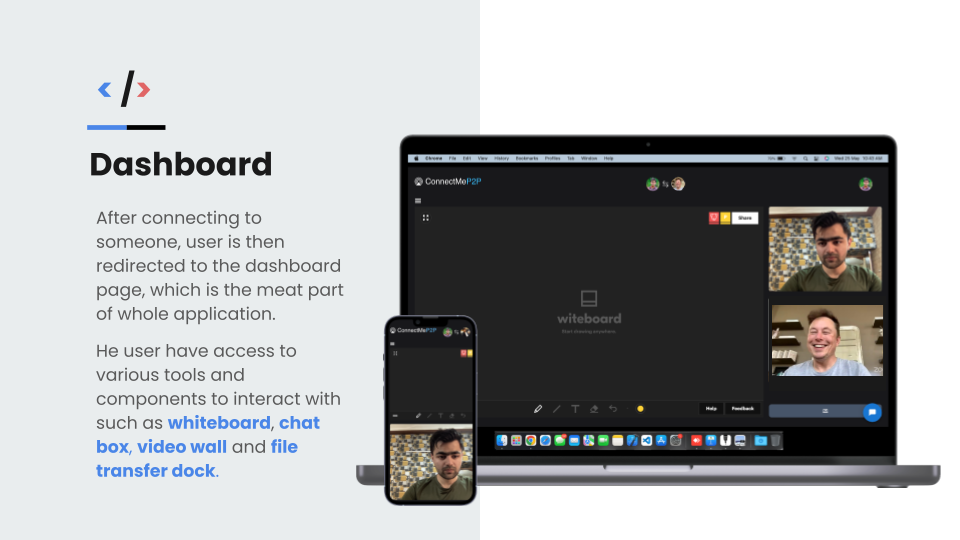 </>
Dashboard
After connecting to
someone, user is then
redirected to the dashboard
page, which is the meat part
of whole application.
He user have access to
various tools and
components to interact with
such as whiteboard, chat
box, video wall and file
transfer dock.
Chrome File Edit View History Bookmarks Profiles Tab Window Help
ConnectMeP2P
Share
witeboard
Start drawing anywhere.
Help Feedback
ConnectMeP2P